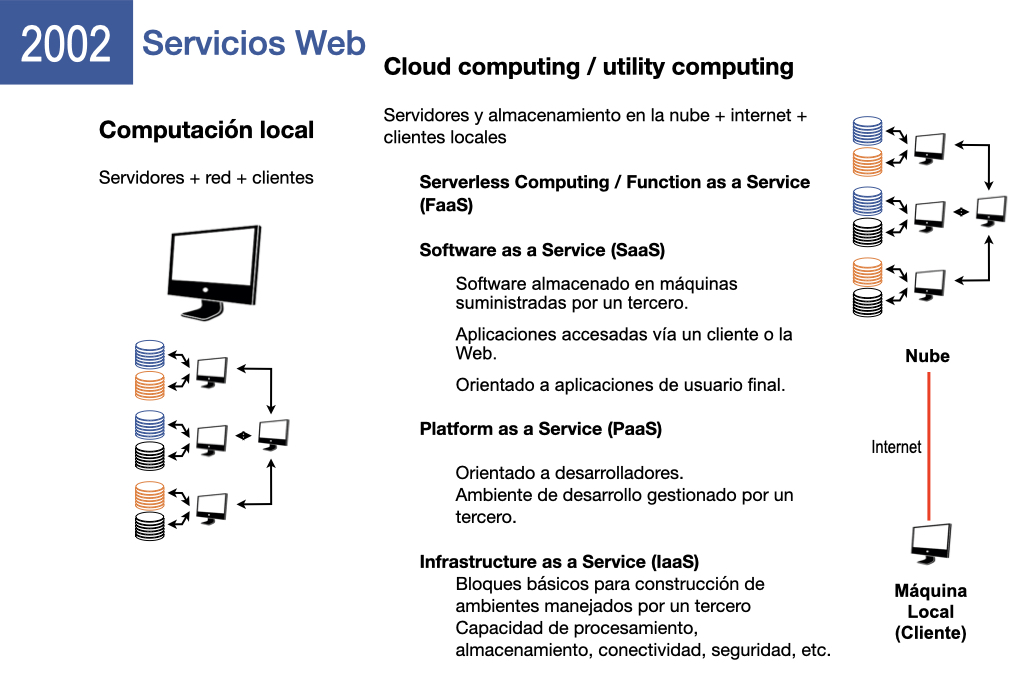 2002
Servicios Web
Computación local
Servidores + red + clientes
Cloud computing / utility computing
Servidores y almacenamiento en la nube + internet +
clientes locales
Serverless Computing / Function as a Service
(FaaS)
Software as a Service (SaaS)
Software almacenado en máquinas
suministradas por un tercero.
Aplicaciones accesadas vía un cliente o la
Web.
Orientado a aplicaciones de usuario final.
Platform as a Service (PaaS)
Orientado a desarrolladores.
Ambiente de desarrollo gestionado por un
tercero.
Infrastructure as a Service (IaaS)
Bloques básicos para construcción de
ambientes manejados por un tercero
Capacidad de procesamiento,
almacenamiento, conectividad, seguridad, etc.
Nube
Internet
Máquina
Local
(Cliente)